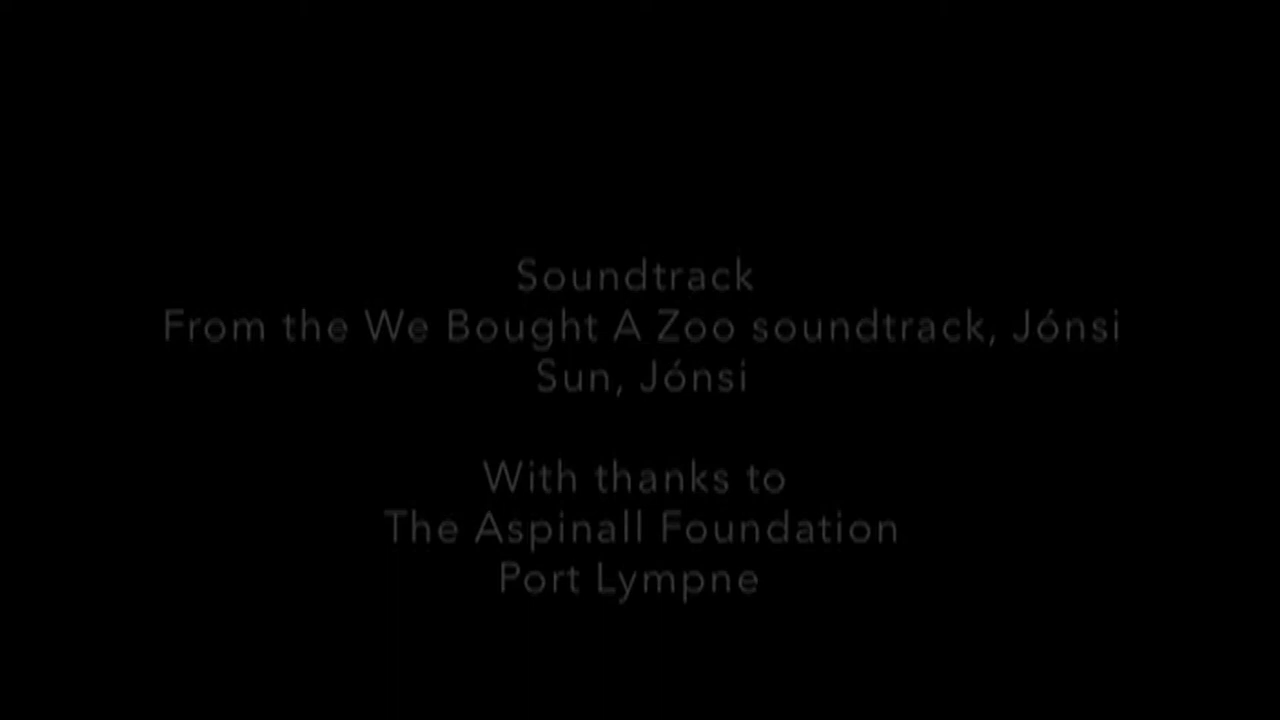 Soundtrack
From the We Bought A Zoo soundtrack, Jónsi
Sun, Jónsi
With thanks to
The Aspinall Foundation
Port Lympne